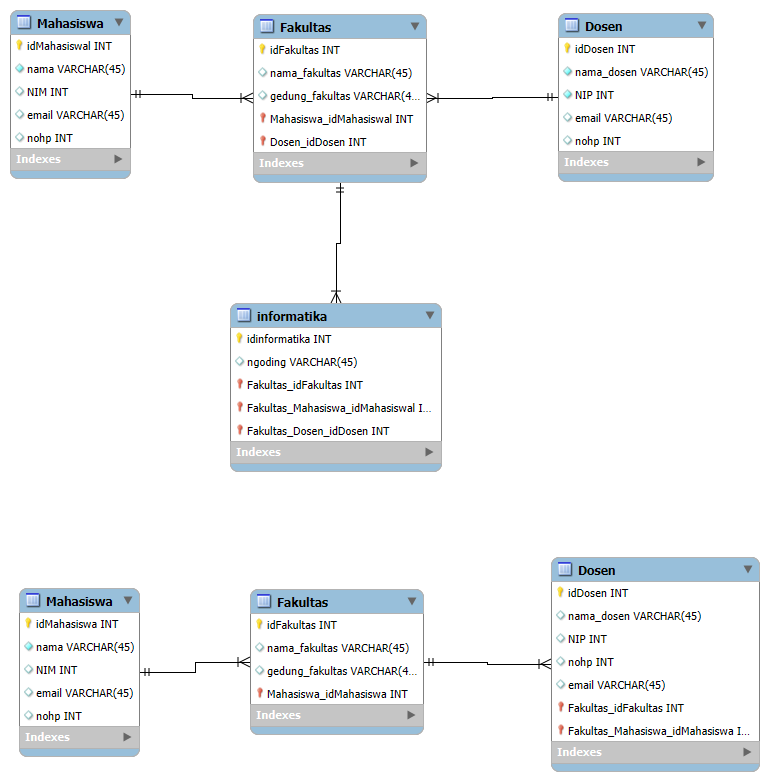 Mahasiswa
idMahasiswal INT
nama VARCHAR(45)
NIM INT
email VARCHAR(45)
nohp INT
Indexes
Fakultas
idFakultas INT
nama_fakultas VARCHAR(45)
gedung_fakultas VARCHAR(4...
Mahasiswa_idMahasiswal INT
Dosen_idDosen INT
Indexes
Dosen
idDosen INT
nama_dosen VARCHAR(45)
NIP INT
email VARCHAR(45)
nohp INT
Indexes
informatika
idinformatika INT
ngoding VARCHAR(45)
Fakultas_idFakultas INT
Fakultas_Mahasiswa_idMahasiswal I...
Fakultas_Dosen_idDosen INT
Indexes
Mahasiswa
idMahasiswa INT
nama VARCHAR(45)
NIM INT
email VARCHAR(45)
nohp INT
Indexes
Fakultas
idFakultas INT
nama_fakultas VARCHAR(45)
gedung_fakultas VARCHAR(4...
Mahasiswa_idMahasiswa INT
Indexes
Dosen
idDosen INT
nama_dosen VARCHAR(45)
NIP INT
nohp INT
email VARCHAR(45)
Fakultas_idFakultas INT
Fakultas_Mahasiswa_idMahasiswa I...
Indexes